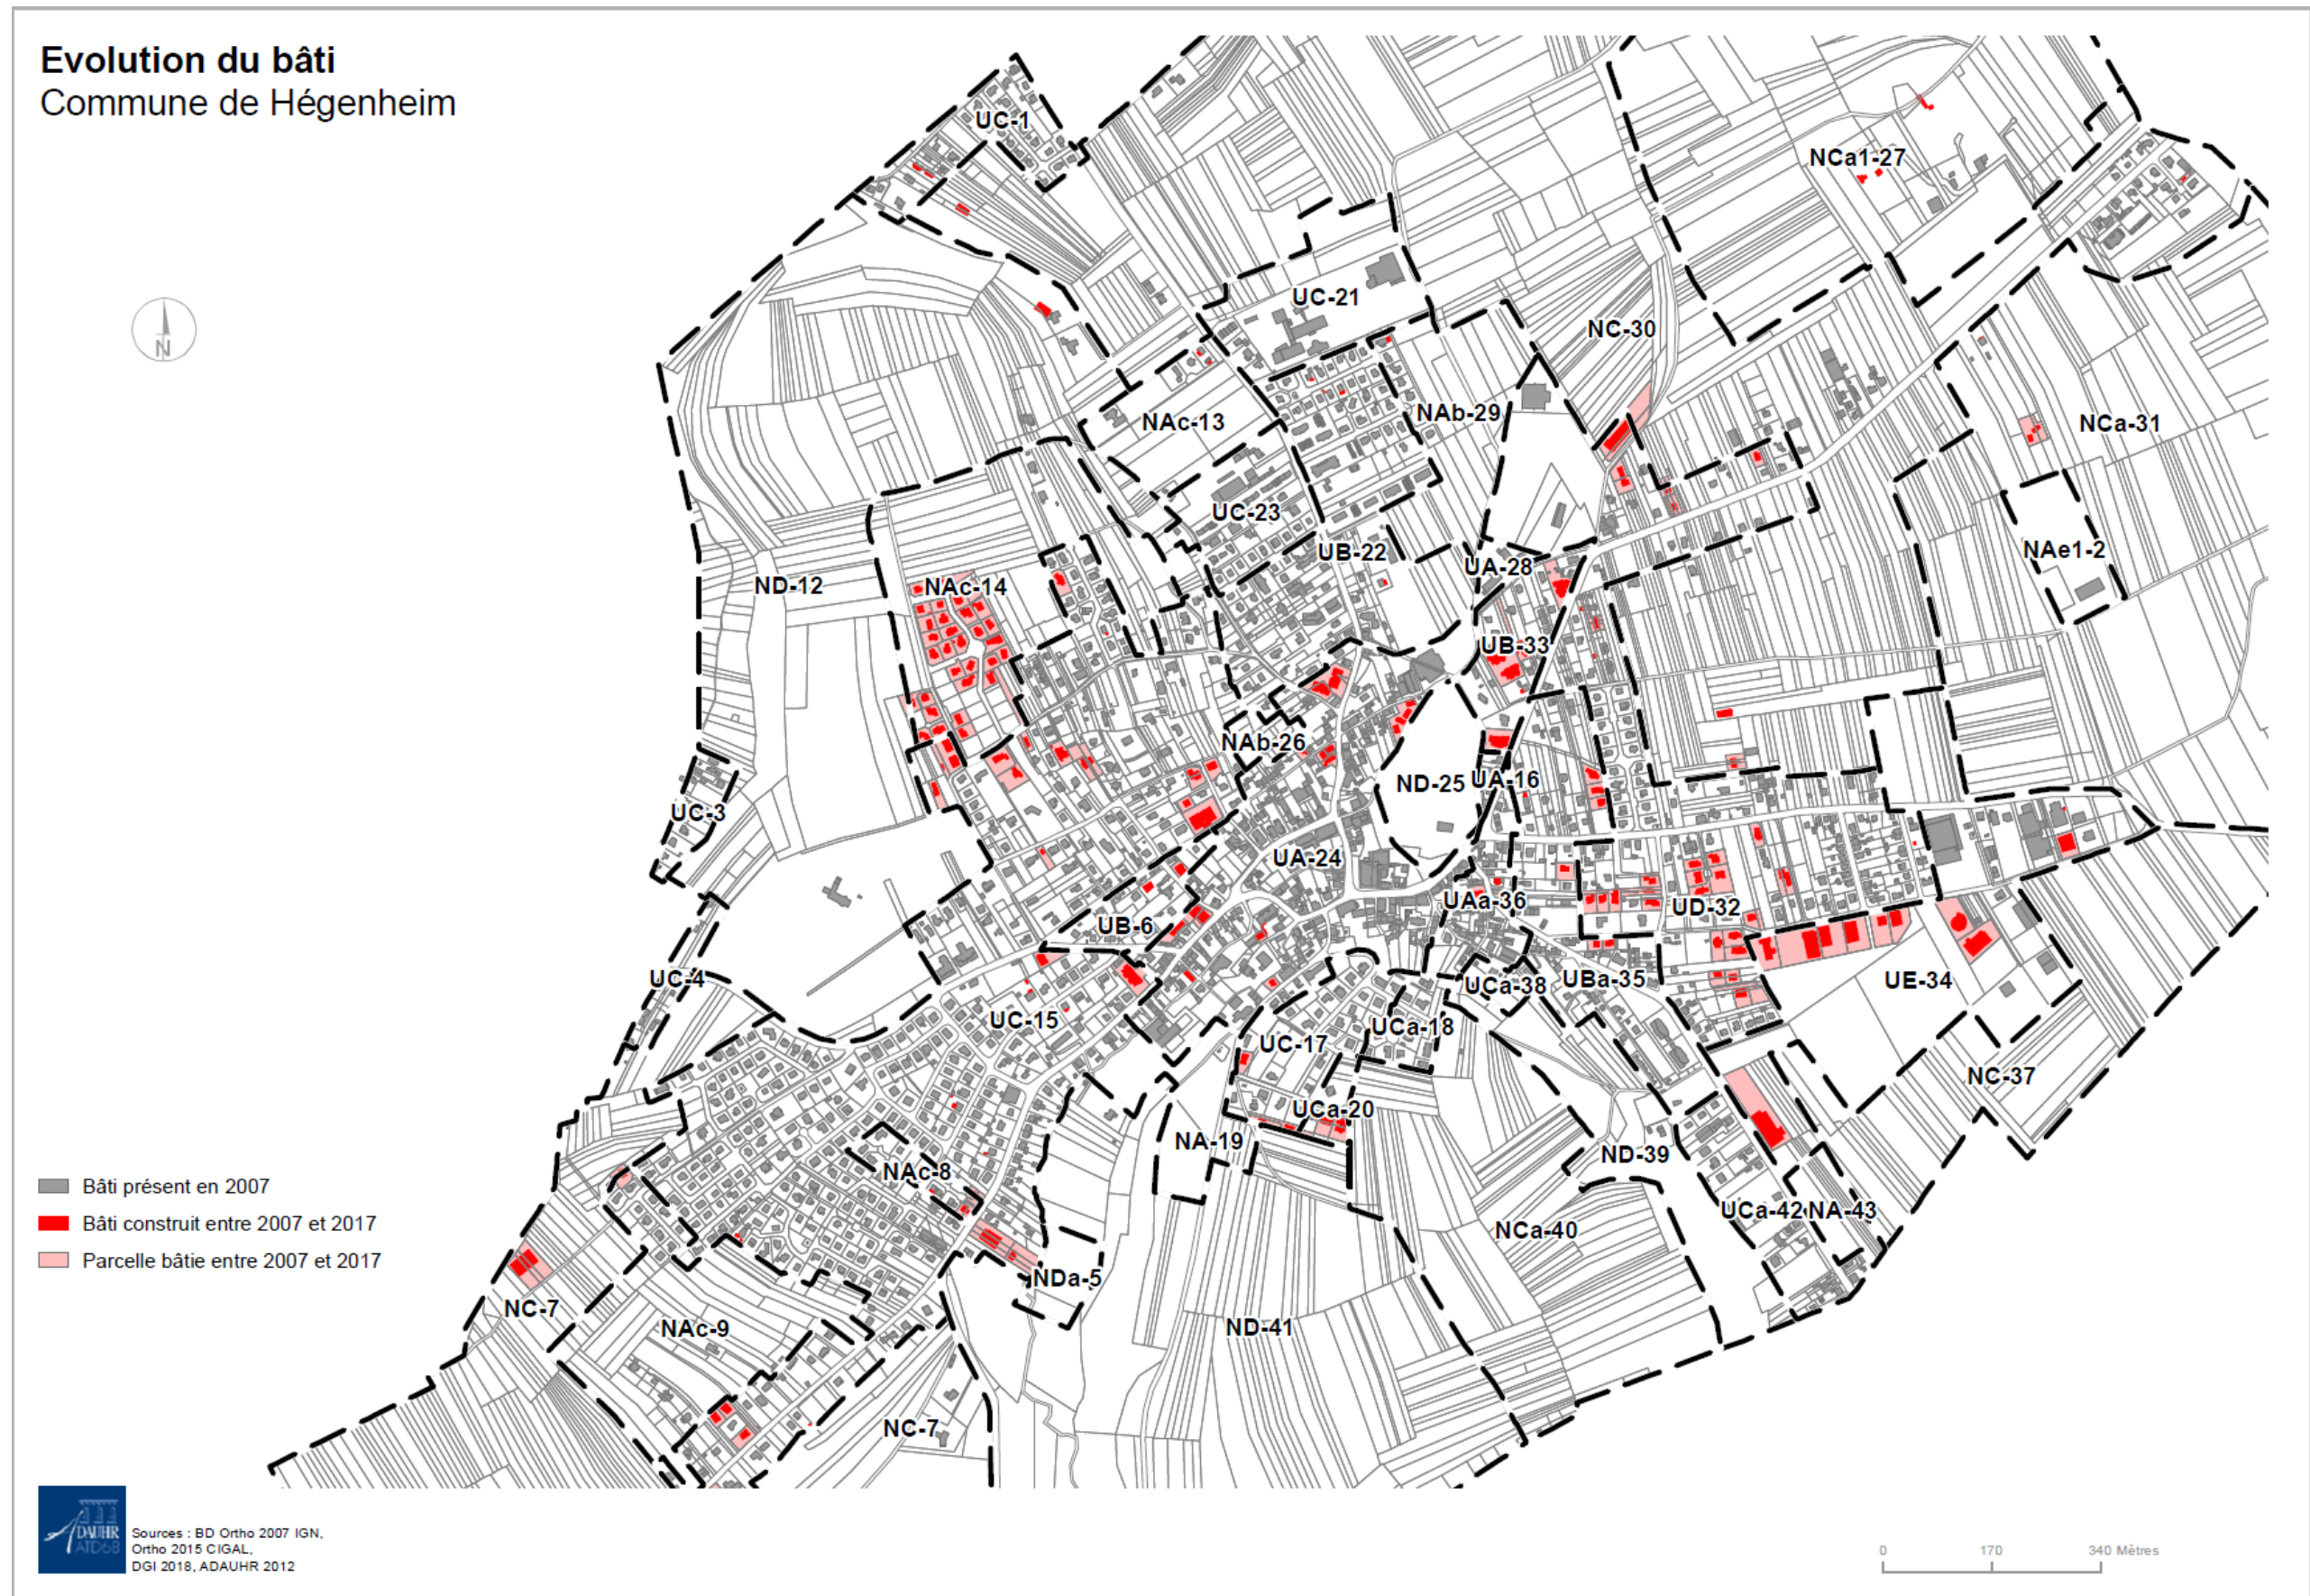 Evolution du bâti
Commune de Hégenheim
UC-1
NCa1-27
UC-21
NC-30
NAb-29
NAc-13
NCa-31
UC-23
UB-22
NAe1-2
UA-28
ND-12
NAc-14
UB-33
NAb-26
ND-25
UA-16
UC-3
UA-24
UAa-36
UD-32
UB-6
UC-4
UCa-38
UBa-35
UE-34
UC-15
UCa-18
UC-17
NC-37
UCa-20
NA-19
ND-39
NAc-8
UCa-42
NA-43
NCa-40
NDa-5
NC-7
NAc-9
ND-41
NC-7
N
Bâti présent en 2007
Bâti construit entre 2007 et 2017
Parcelle bâtie entre 2007 et 2017
ADAUHR
ATD68
Sources : BD Ortho 2007 IGN,
Ortho 2015 CIGAL,
DGI 2018, ADAUHR 2012
0 170 340 Mètres